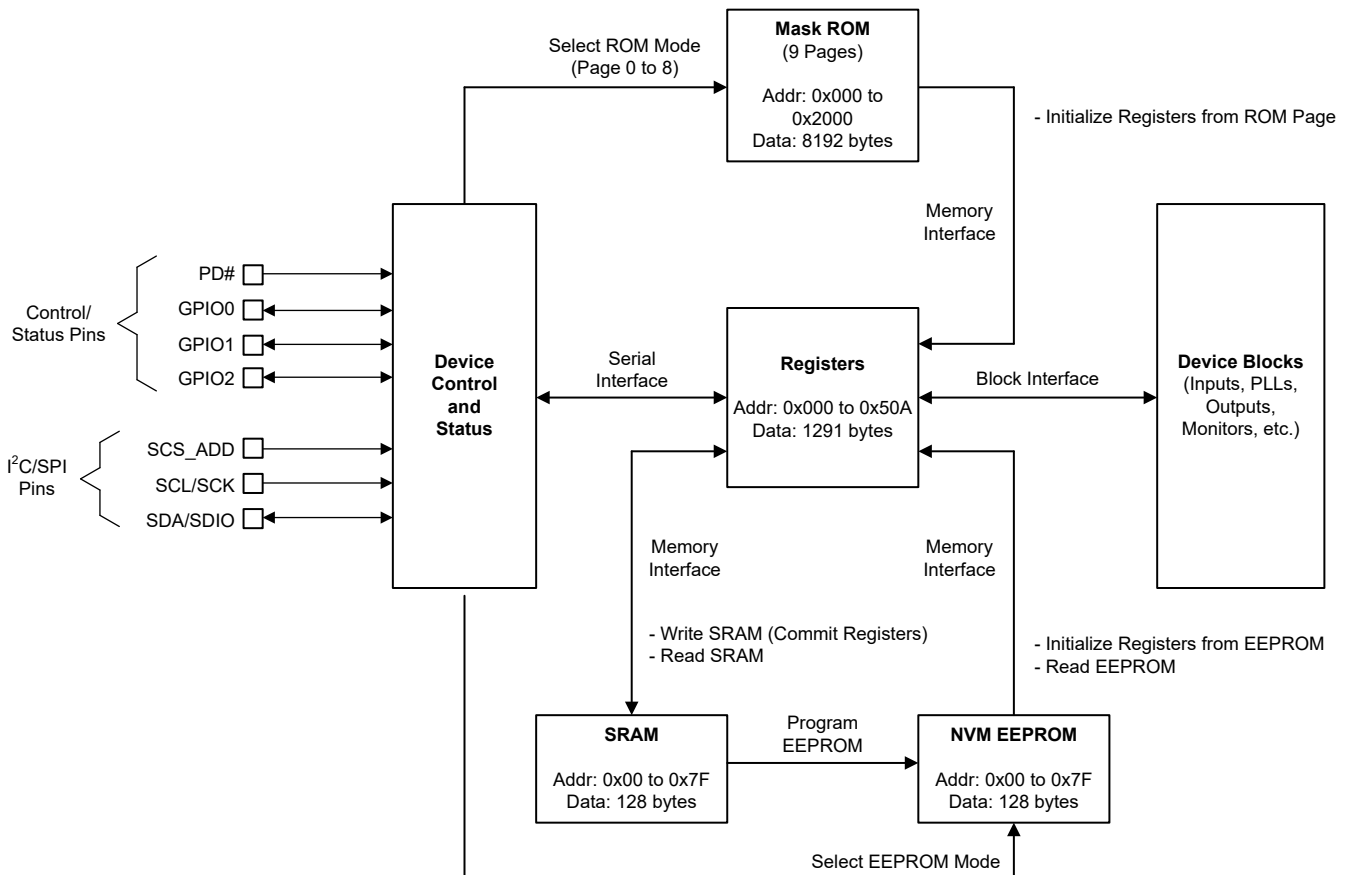 Mask ROM
(9 Pages)
Addr: 0x000 to
0x2000
Data: 8192 bytes
Select ROM Mode
(Page 0 to 8)
- Initialize Registers from ROM Page
Memory
Interface
Control/
Status Pins
PD#
GPIO0
GPIO1
GPIO2
I²C/SPI
Pins
SCS_ADD
SCL/SCK
SDA/SDIO
Device
Control
and
Status
Serial
Interface
Registers
Addr: 0x000 to 0x50A
Data: 1291 bytes
Block Interface
Device Blocks
(Inputs, PLLs,
Outputs,
Monitors, etc.)
Memory
Interface
Memory
Interface
- Write SRAM (Commit Registers)
- Read SRAM
- Initialize Registers from EEPROM
- Read EEPROM
SRAM
Addr: 0x00 to 0x7F
Data: 128 bytes
Program
EEPROM
NVM EEPROM
Addr: 0x00 to 0x7F
Data: 128 bytes
Select EEPROM Mode